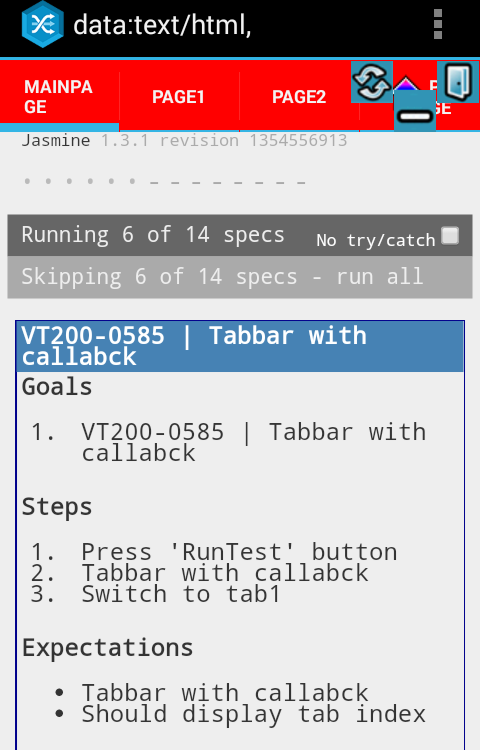 data:text/html,
MAINPA
GE
PAGE1
PAGE2
GE
Jasmine 1.3.1 revision 1354556913
Running 6 of 14 specs
No try/catch
Skipping 6 of 14 specs - run all
VT200-0585 | Tabbar with
callabck
Goals
1. VT200-0585 | Tabbar with
callabck
Steps
1. Press 'RunTest' button
2. Tabbar with callabck
3. Switch to tab1
Expectations
• Tabbar with callabck
• Should display tab index